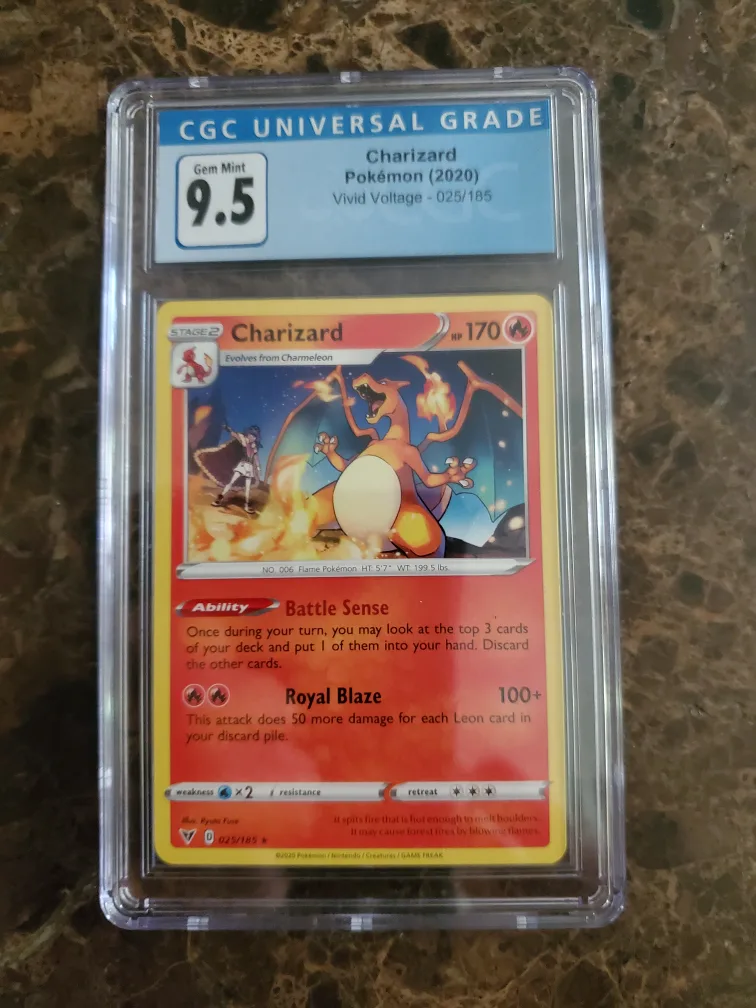 CGC UNIVERSAL GRADE
Gem Mint
9.5
Charizard
Pokémon (2020)
Vivid Voltage - 025/185
STAGE 2
Charizard
HP 170
Evolves from Charmeleon
NO. 006 Flame Pokémon HT: 5'7" WT: 199.5 lbs.
Ability
Battle Sense
Once during your turn, you may look at the top 3 cards
of your deck and put 1 of them into your hand. Discard
the other cards.
Royal Blaze
100+
This attack does 50 more damage for each Leon card in
your discard pile.
weakness ×2
resistance
retreat
Illus. Ryuta Fuse
It spits fire that is hot enough to melt boulders.
It may cause forest fires by blowing flames.
025/185 ★
©2020 Pokémon / Nintendo / Creatures / GAME FREAK